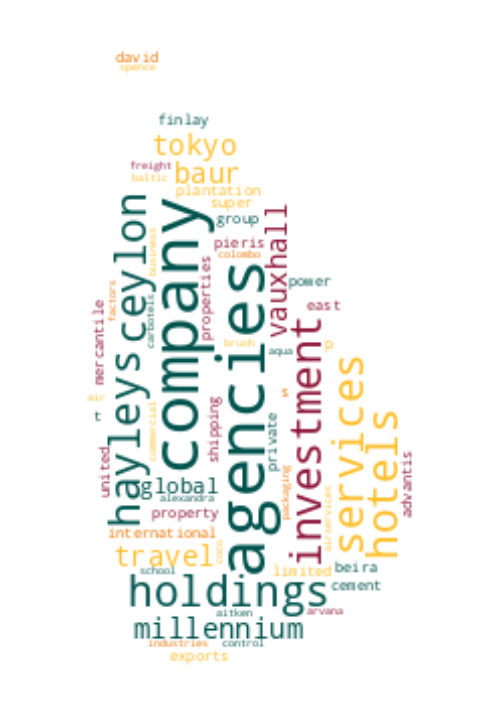 david
spence
finlay
tokyo
freight
baltic
baur
plantation
super
group
ceylon
company
vauxhall
pieris
colombo
business
properties
agencies
power
factors
carbotels
mercantile
east
hayleys
investment
brush
aqua
p
services
air
s
t
hotels
commercial
shipping
private
united
advantis
packaging
global
alexandra
airservices
property
international
travel
coco
school
limited
beira
holdings
cement
aitken
arvana
millennium
industries
control
exports